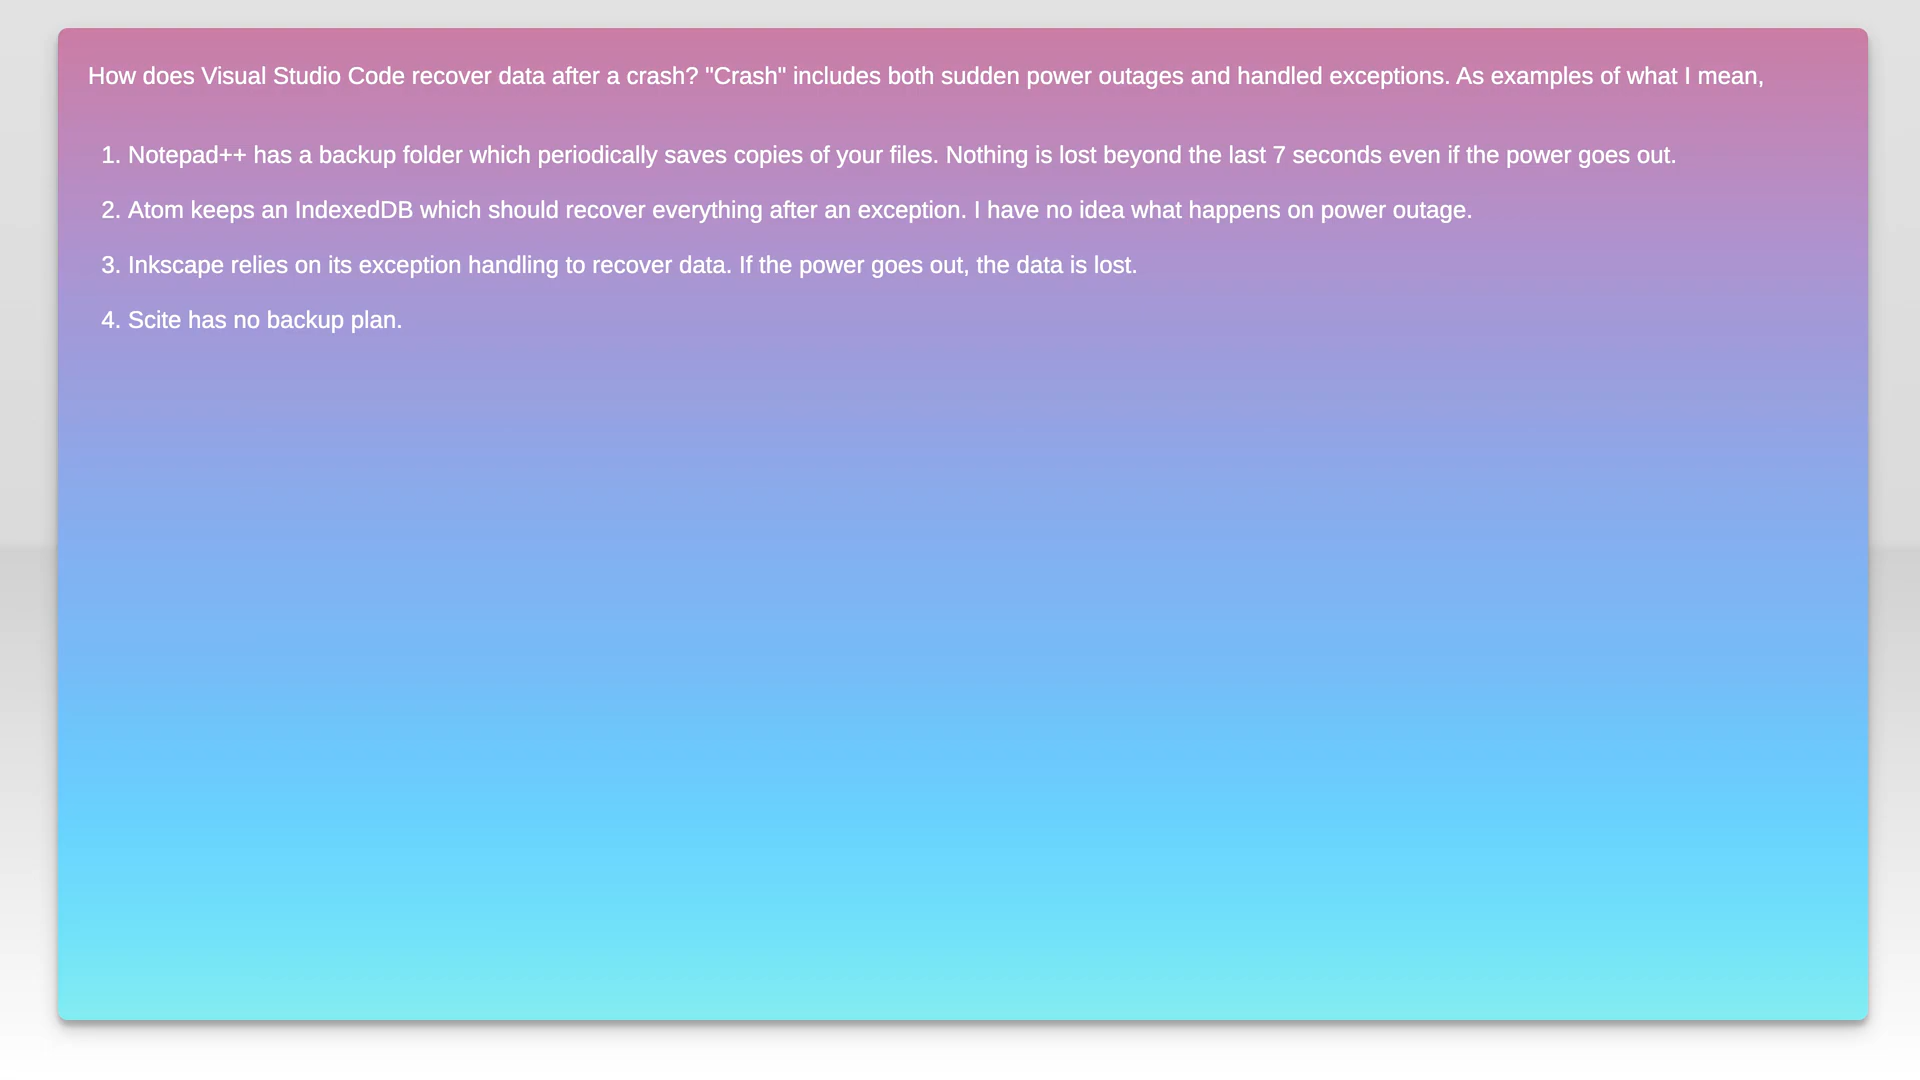 How does Visual Studio Code recover data after a crash? "Crash" includes both sudden power outages and handled exceptions. As examples of what I mean,
1. Notepad++ has a backup folder which periodically saves copies of your files. Nothing is lost beyond the last 7 seconds even if the power goes out.
2. Atom keeps an IndexedDB which should recover everything after an exception. I have no idea what happens on power outage.
3. Inkscape relies on its exception handling to recover data. If the power goes out, the data is lost.
4. Scite has no backup plan.